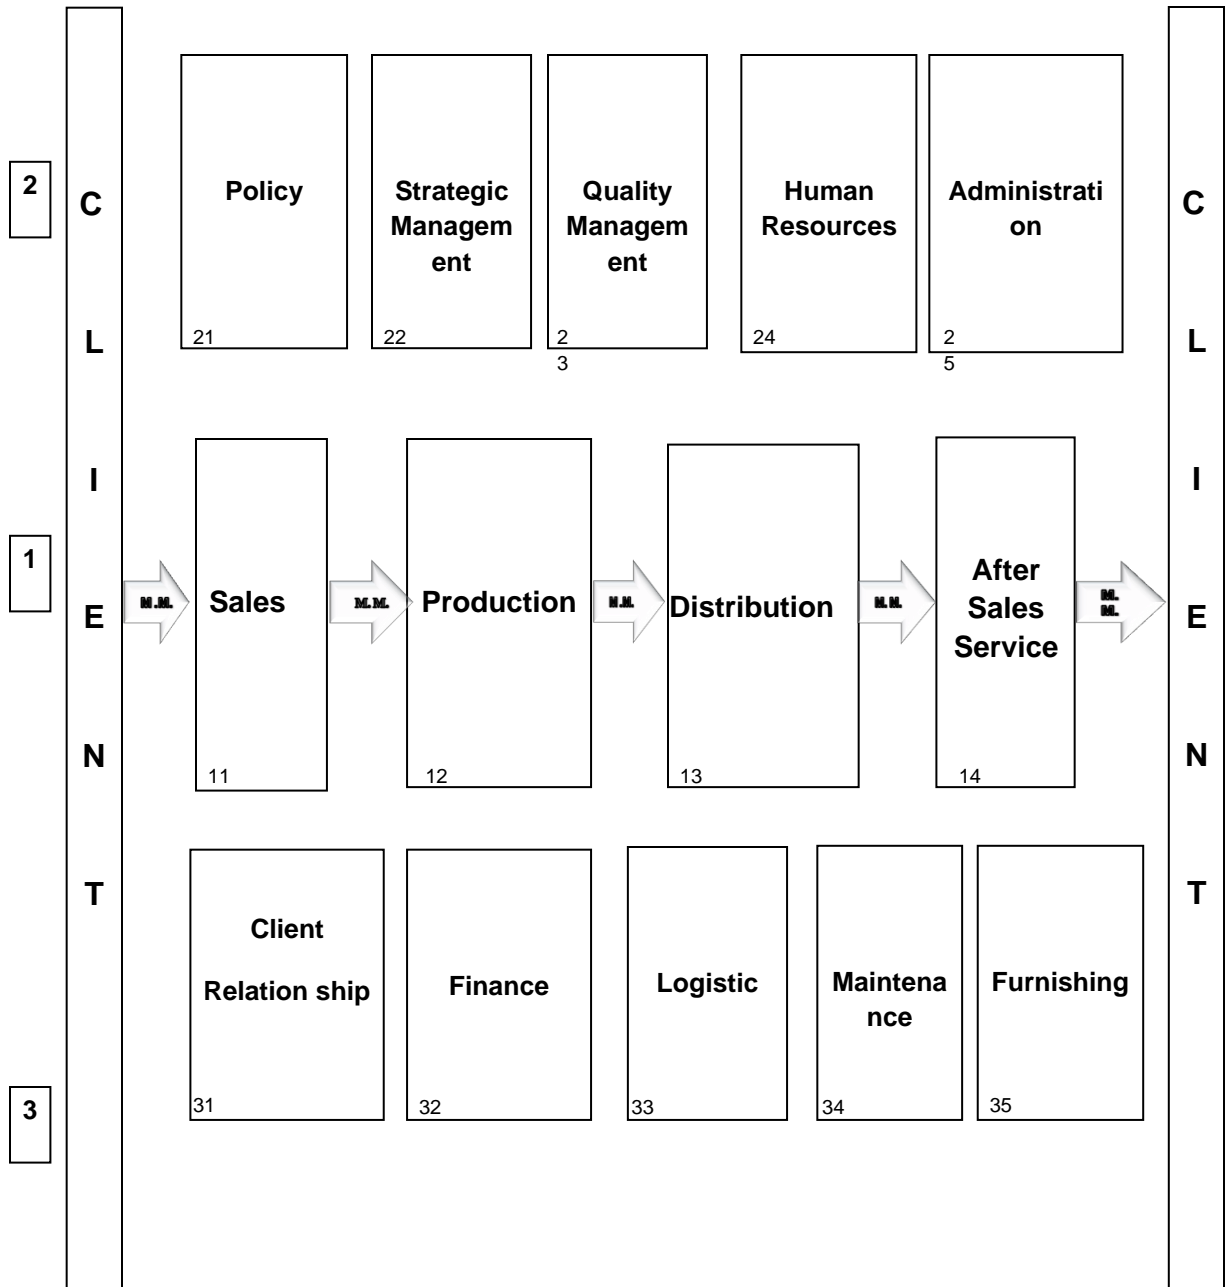 2
C
L
I
E
N
T
Policy
21
Strategic
Managem
ent
22
Quality
Managem
ent
2
3
Human
Resources
24
Administrati
on
2
5
1
M.M.
Sales
11
M.M.
Production
12
M.M.
Distribution
13
M.M.
After
Sales
Service
14
M.
M.
3
Client
Relation ship
31
Finance
32
Logistic
33
Maintena
nce
34
Furnishing
35
C
L
I
E
N
T